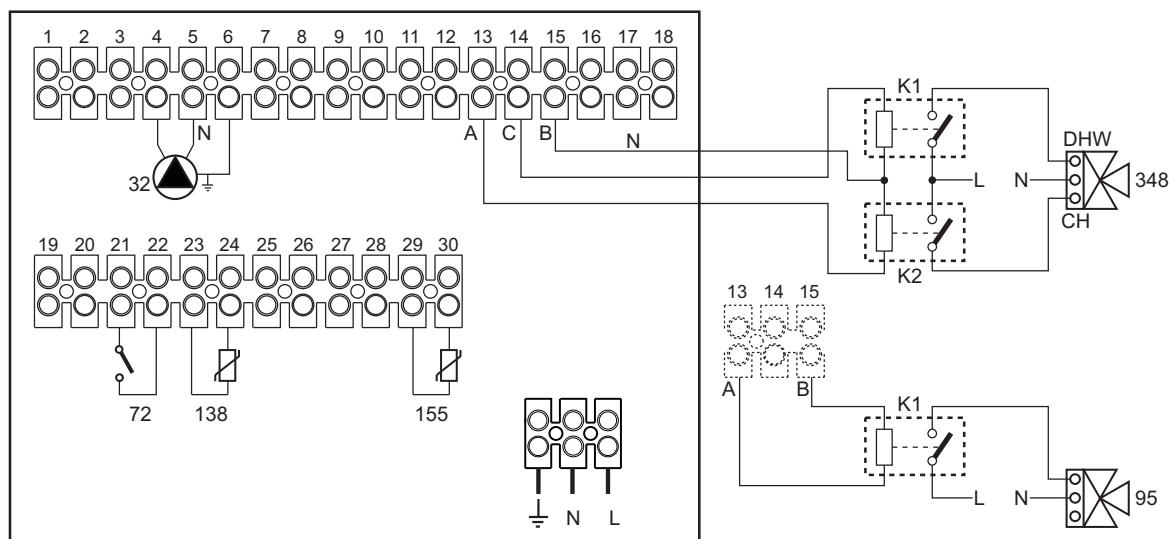 1 2 3 4 5 6 7 8 9 10 11 12 13 14 15 16 17 18
K1
N A C B N
DHW
32
L N 348
CH
19 20 21 22 23 24 25 26 27 28 29 30
K2
13 14 15
A B
K1
72 138 155
L N 95
N L